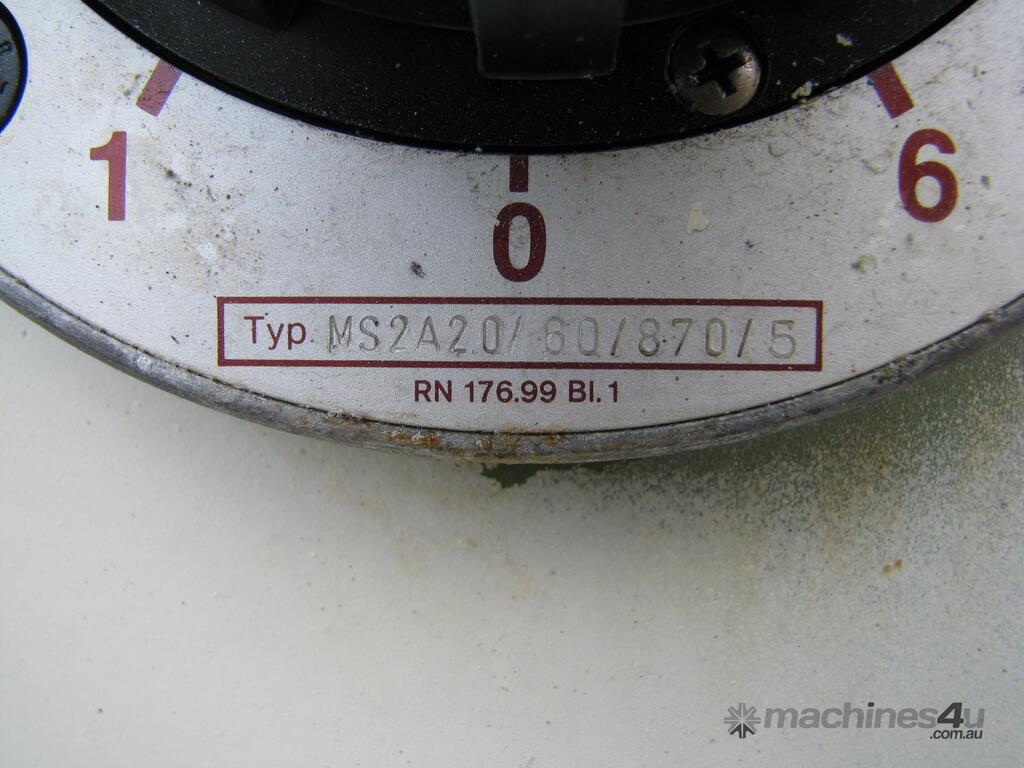 1
0
6
Typ MS2A20/60/870/5
RN 176.99 Bl.1
machines4u
.com.au